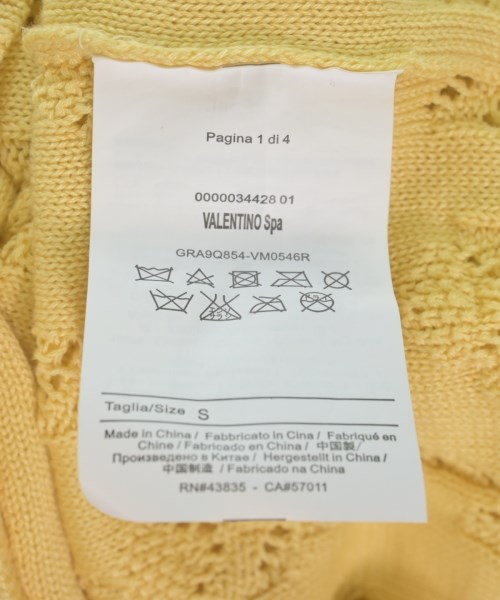 Pagina 1 di 4
0000034428 01
VALENTINO Spa
GRA9Q854-VM0546R
Taglia/Size S
Made in China / Fabbricato in Cina / Fabriqué en
Chine / Fabricado en China / 中国製/
Произведено в Китае / Hergestellt in China /
中国制造 / Fabricado na China
RN#43835 - CA#57011